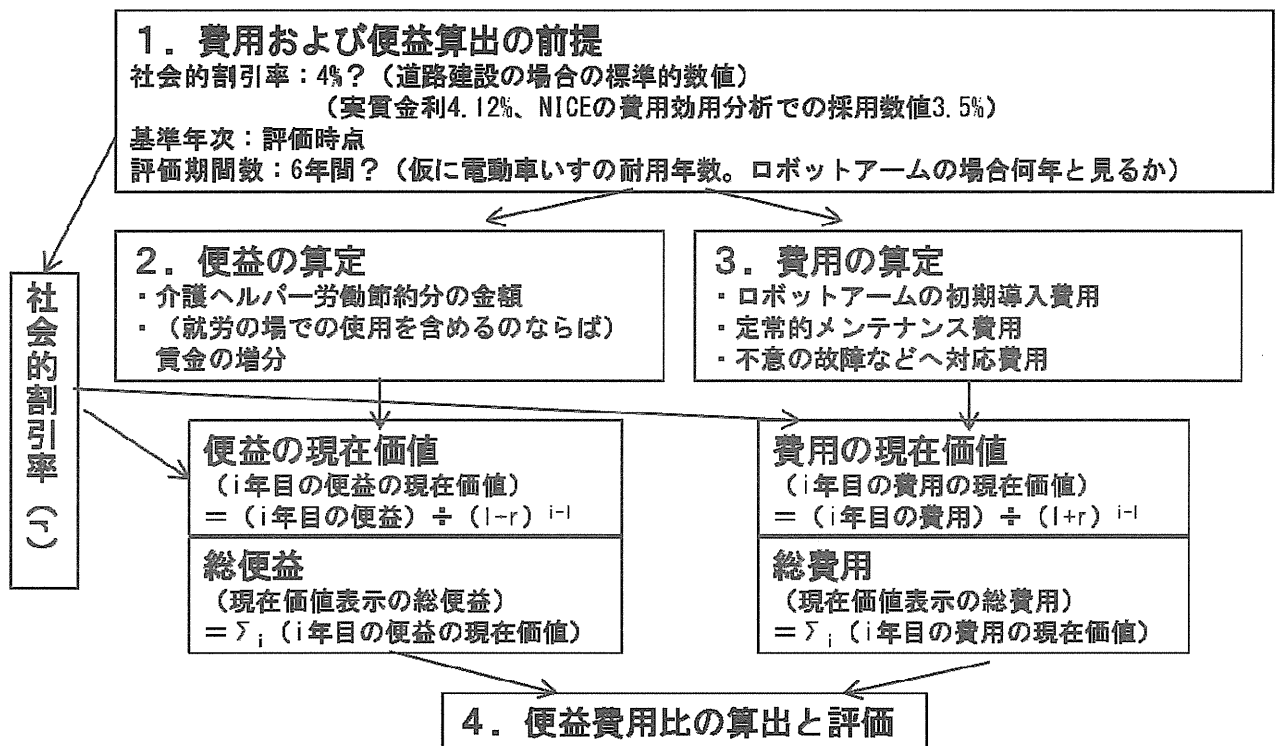 1．費用および便益算出の前提
社会的割引率：4%？（道路建設の場合の標準的数値）
（実質金利4.12%、NICEの費用効用分析での採用数値3.5%）
基準年次：評価時点
評価期間数：6年間？（仮に電動車いすの耐用年数。ロボットアームの場合何年と見るか）
2．便益の算定
・介護ヘルパー労働節約分の金額
・（就労の場での使用を含めるのならば）
賃金の増分
3．費用の算定
・ロボットアームの初期導入費用
・定常的メンテナンス費用
・不意の故障などへ対応費用
社会的割引率（r）
便益の現在価値
（i年目の便益の現在価値）
＝（i年目の便益）÷（1−r）i-1
総便益
（現在価値表示の総便益）
＝Σi（i年目の便益の現在価値）
費用の現在価値
（i年目の費用の現在価値）
＝（i年目の費用）÷（1+r）i-1
総費用
（現在価値表示の総費用）
＝Σi（i年目の費用の現在価値）
4．便益費用比の算出と評価